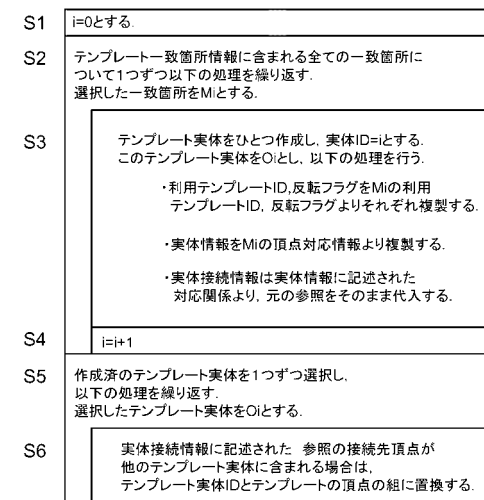 S1 i=0とする.
S2 テンプレート一致箇所情報に含まれる全ての一致箇所に
ついて1つずつ以下の処理を繰り返す.
選択した一致箇所をMiとする.
S3 テンプレート実体をひとつ作成し, 実体ID=iとする.
このテンプレート実体をOiとし, 以下の処理を行う.
・利用テンプレートID,反転フラグをMiの利用
テンプレートID, 反転フラグよりそれぞれ複製する.
・実体情報をMiの頂点対応情報より複製する.
・実体接続情報は実体情報に記述された
対応関係より, 元の参照をそのまま代入する.
S4 i=i+1
S5 作成済のテンプレート実体を1つずつ選択し,
以下の処理を繰り返す.
選択したテンプレート実体をOiとする.
S6 実体接続情報に記述された 参照の接続先頂点が
他のテンプレート実体に含まれる場合は,
テンプレート実体IDとテンプレートの頂点の組に置換する.